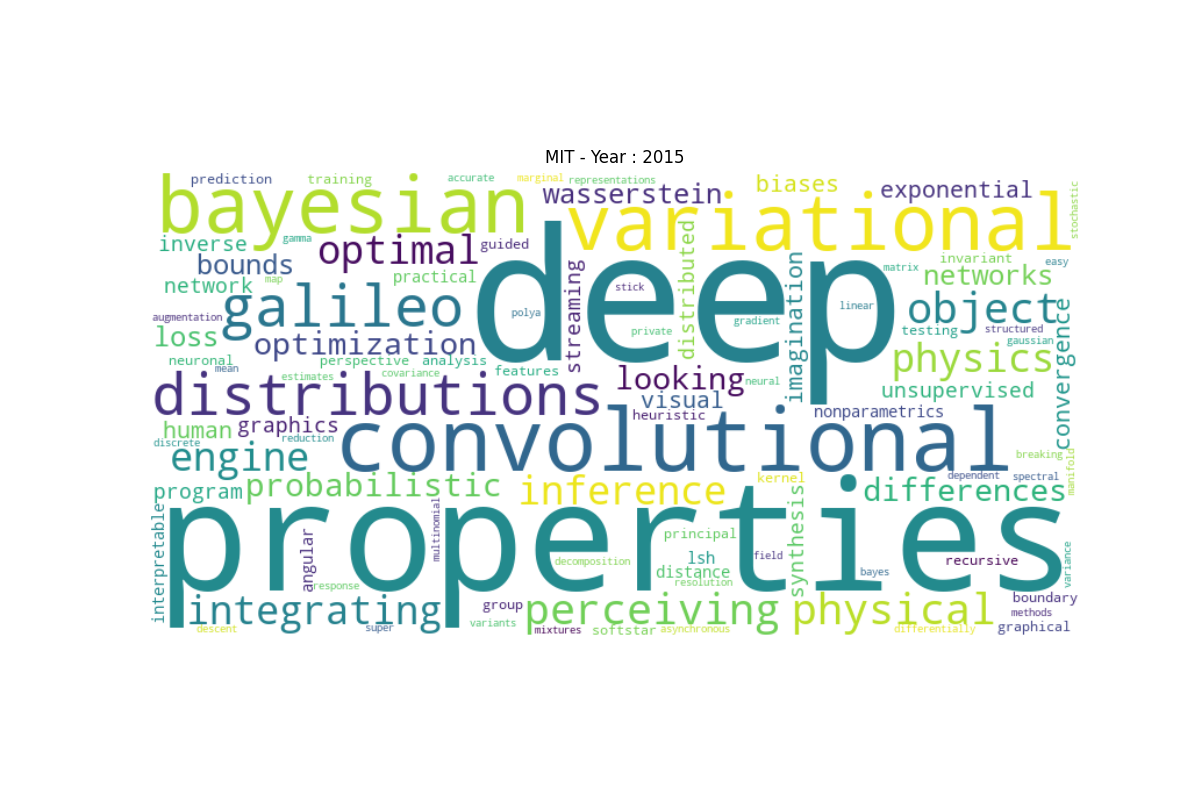 MIT - Year : 2015
prediction
training
accurate
marginal
representations
bayesian
wasserstein
biases
exponential
variational
stochastic
inverse
gamma
optimal
guided
deep
distributed
bounds
map
practical
imagination
matrix
invariant
easy
networks
network
galileo
streaming
stick
linear
object
augmentation
polya
private
gradient
testing
structured
gaussian
convergence
loss
optimization
neuronal
mean
perspective
analysis
features
estimates
covariance
looking
neural
physics
unsupervised
distributions
visual
heuristic
nonparametrics
human
graphics
discrete
reduction
convolutional
breaking
engine
manifold
program
probabilistic
inference
kernel
dependent
spectral
differences
interpretable
properties
multinomial
angular
synthesis
principal
lsh
distance
resolution
decomposition
field
bayes
recursive
variance
response
integrating
group
perceiving
physical
boundary
methods
graphical
descent
super
variants
mixtures
softstar
asynchronous
differentially